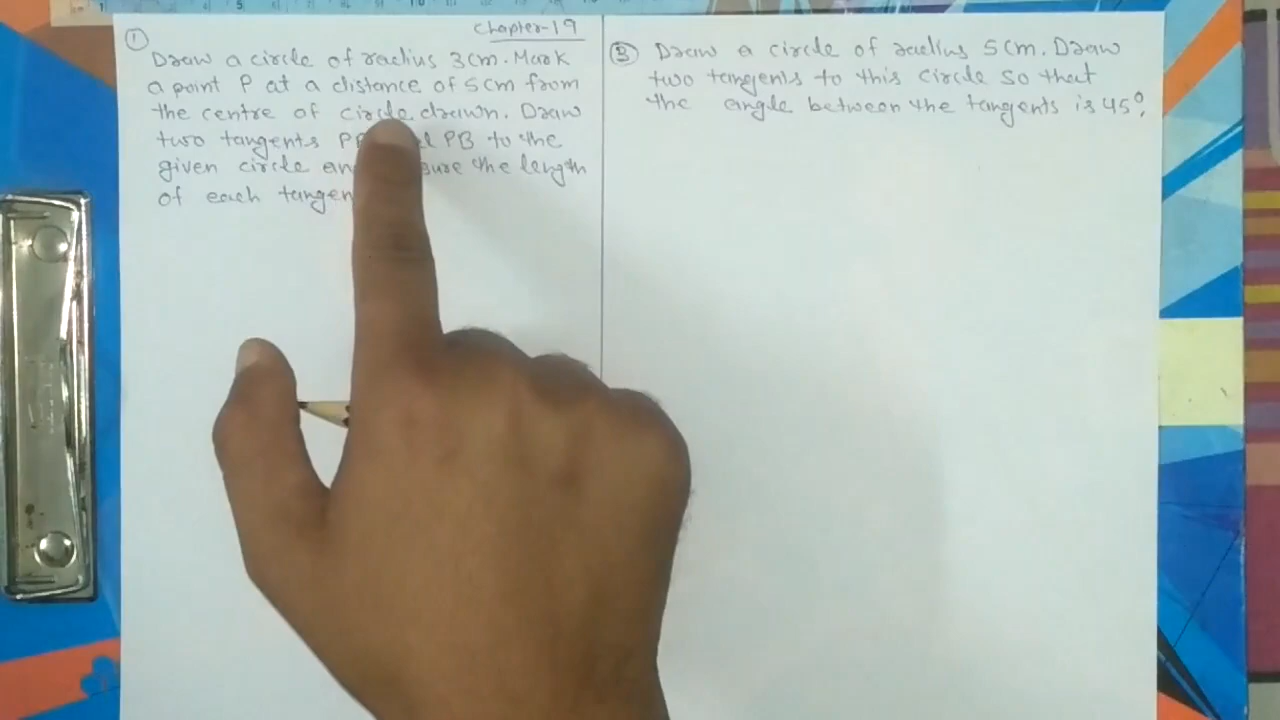 Chapter-19
①
Draw a circle of radius 3cm. Mark
a point P at a distance of 5cm from
the centre of circle drawn. Draw
two tangents PB to the
given circle the length
of each
③ Draw a circle of radius 5cm. Draw
two tangents to this circle so that
the angle between the tangents is 45°.